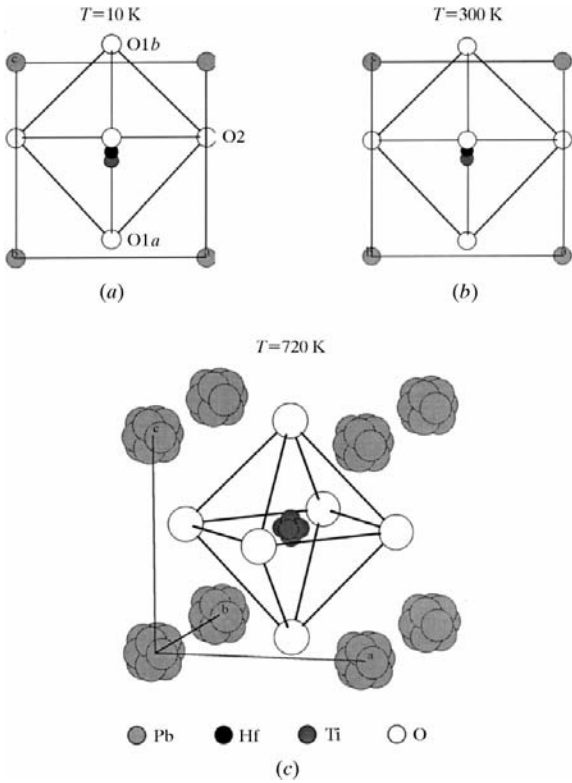 T=10 K
T=300 K
O1b
c
O2
O1a
(a)
(b)
T=720 K
c
b
a
Pb Hf Ti O
(c)